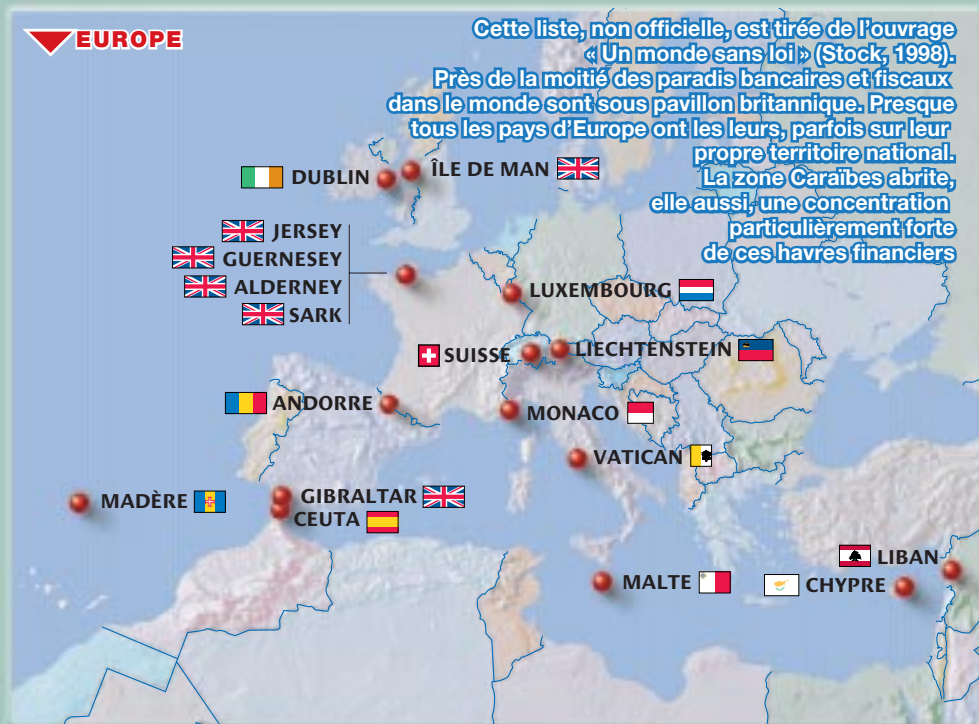 EUROPE
Cette liste, non officielle, est tirée de l'ouvrage
« Un monde sans loi » (Stock, 1998).
Près de la moitié des paradis bancaires et fiscaux
dans le monde sont sous pavillon britannique. Presque
tous les pays d'Europe ont les leurs, parfois sur leur
propre territoire national.
La zone Caraïbes abrite,
elle aussi, une concentration
particulièrement forte
de ces havres financiers
DUBLIN
ÎLE DE MAN
JERSEY
GUERNESEY
ALDERNEY
SARK
LUXEMBOURG
SUISSE
LIECHTENSTEIN
ANDORRE
MONACO
VATICAN
MADÈRE
GIBRALTAR
CEUTA
LIBAN
MALTE
CHYPRE